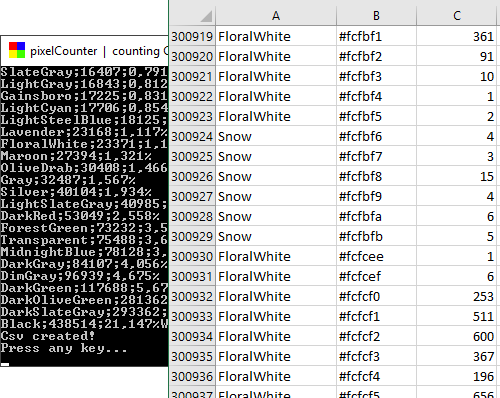 pixelCounter | counting C
SlateGray;16407;0,791
LightGray;16843;0,812
Gainsboro;17225;0,831
LightCyan;17706;0,854
LightSteelBlue;18125;
Lavender;23168;1,117%
FloralWhite;23371;1,1
Maroon;27394;1,321%
OliveDrab;30408;1,466
Gray;32487;1,567%
Silver;40104;1,934%
LightSlateGray;40985;
DarkRed;53049;2,558%
ForestGreen;73232;3,5
Transparent;75488;3,6
MidnightBlue;78128;3,
DarkGray;84107;4,056%
DimGray;96939;4,675%
DarkGreen;117688;5,67
DarkOliveGreen;281362
DarkSlateGray;293362;
Black;438514;21,147%W
Csv created!
Press any key...
A B C
300919 FloralWhite #fcfbf1 361
300920 FloralWhite #fcfbf2 91
300921 FloralWhite #fcfbf3 10
300922 FloralWhite #fcfbf4 1
300923 FloralWhite #fcfbf5 2
300924 Snow #fcfbf6 4
300925 Snow #fcfbf7 3
300926 Snow #fcfbf8 15
300927 Snow #fcfbf9 4
300928 Snow #fcfbfa 6
300929 Snow #fcfbfb 5
300930 FloralWhite #fcfcee 1
300931 FloralWhite #fcfcef 6
300932 FloralWhite #fcfcf0 253
300933 FloralWhite #fcfcf1 511
300934 FloralWhite #fcfcf2 600
300935 FloralWhite #fcfcf3 367
300936 FloralWhite #fcfcf4 196
300937 FloralWhite #fcfcf5 656